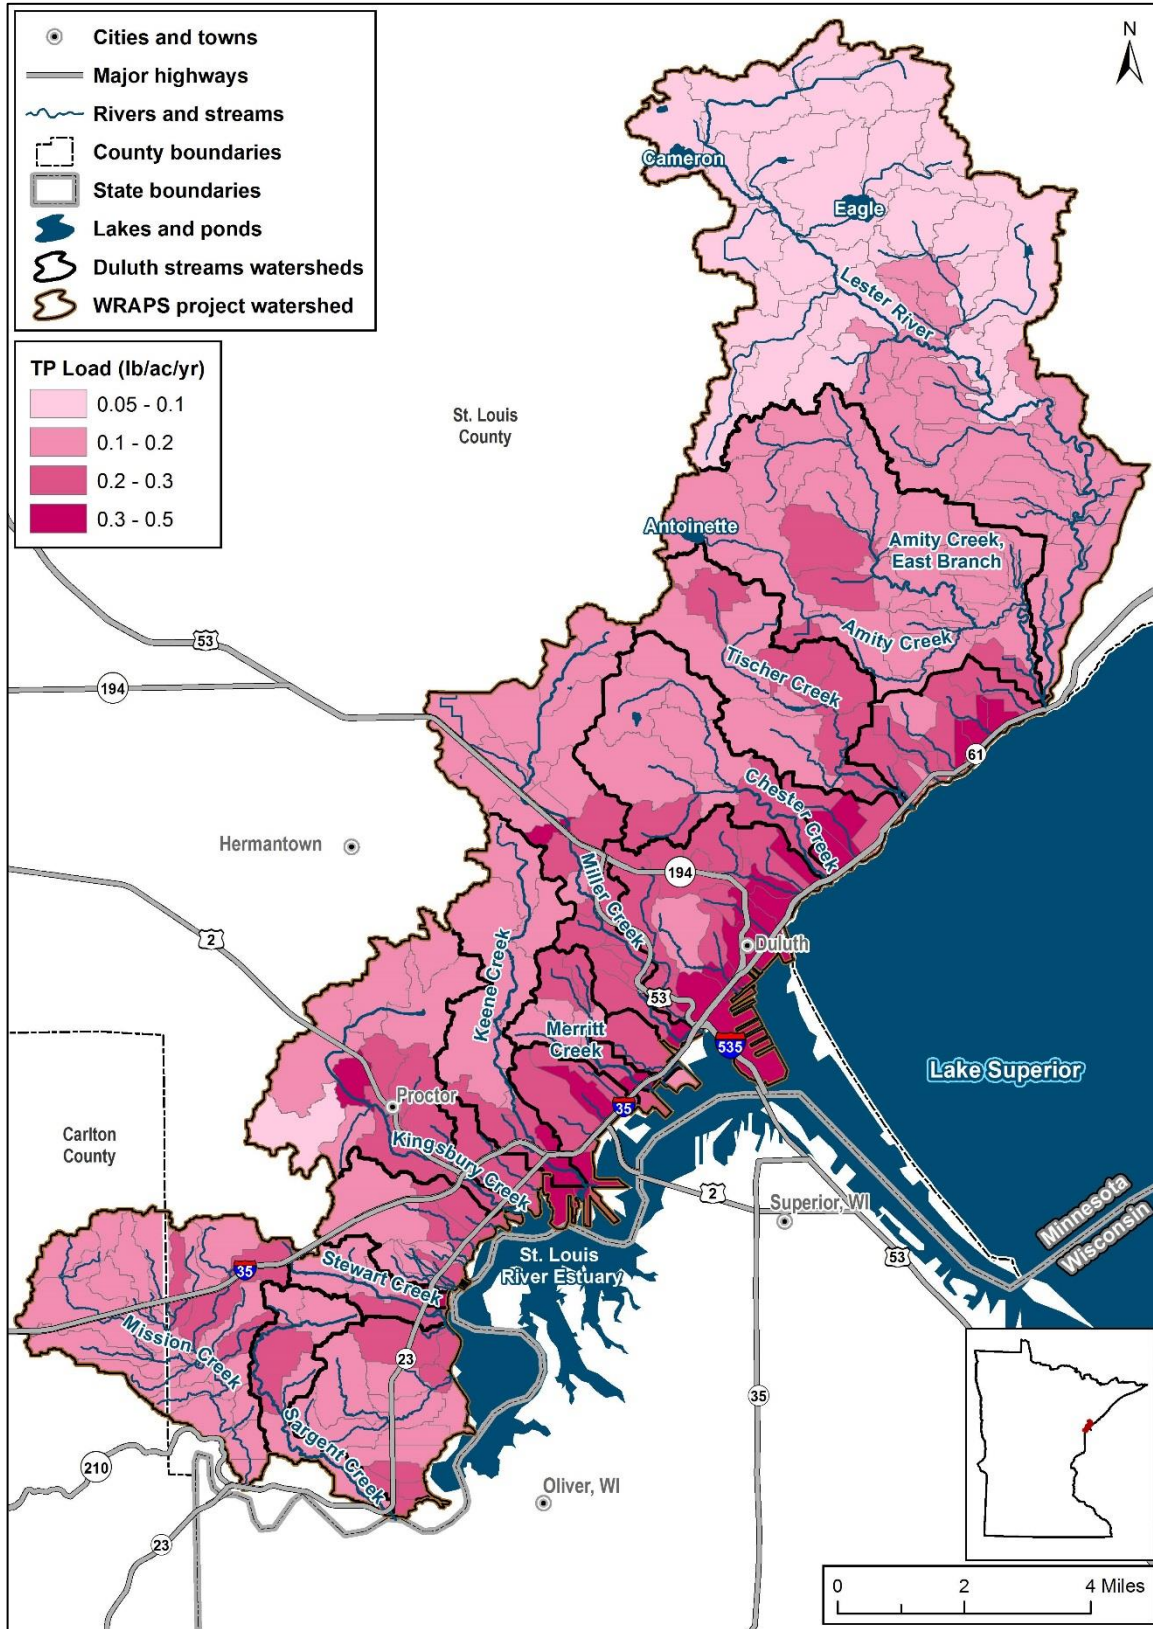 Cities and towns
Major highways
Rivers and streams
County boundaries
State boundaries
Lakes and ponds
Duluth streams watersheds
WRAPS project watershed
TP Load (lb/ac/yr)
0.05 - 0.1
0.1 - 0.2
0.2 - 0.3
0.3 - 0.5
N
Cameron
Eagle
Lester River
St. Louis
County
Antoinette
Amity Creek,
East Branch
Amity Creek
Tischer Creek
53
194
61
Chester Creek
Hermantown
Miller Creek
194
2
Keene Creek
Duluth
53
Merritt
Creek
535
Lake Superior
35
Proctor
Carlton
County
Kingsbury Creek
2
Superior, WI
Minnesota
Wisconsin
53
St. Louis
River Estuary
35
Stewart Creek
Mission Creek
23
35
Sargent Creek
210
Oliver, WI
23
0
2
4 Miles